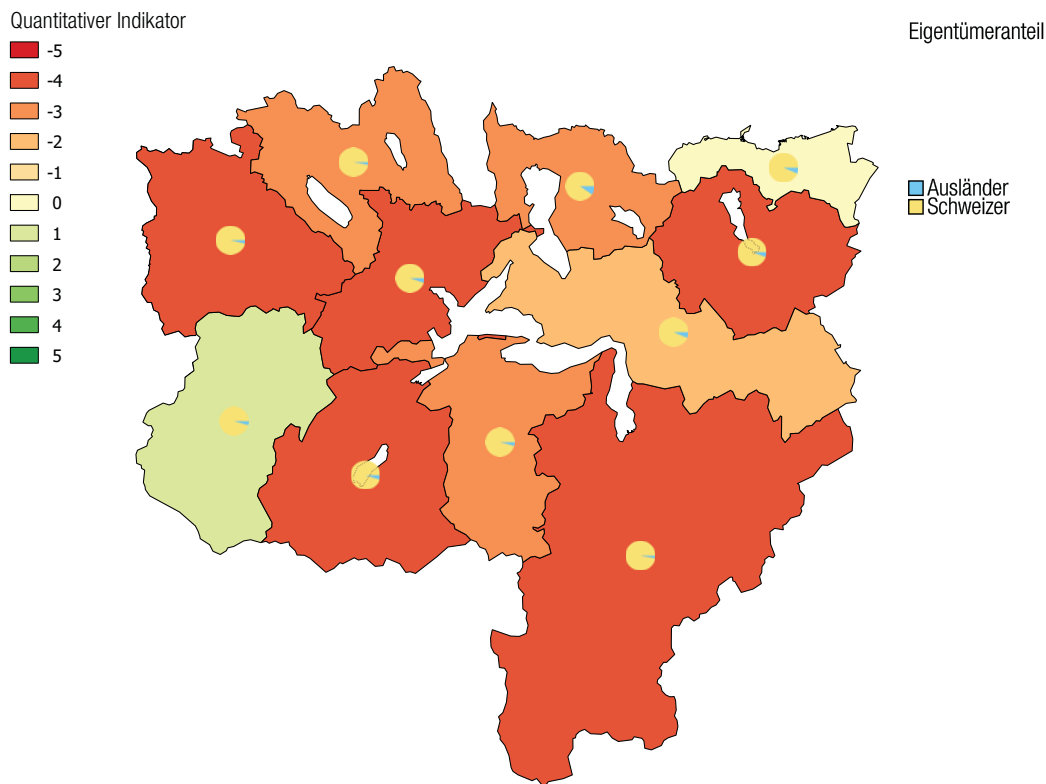 Quantitativer Indikator
-5
-4
-3
-2
-1
0
1
2
3
4
5
Eigentümeranteil
Ausländer
Schweizer